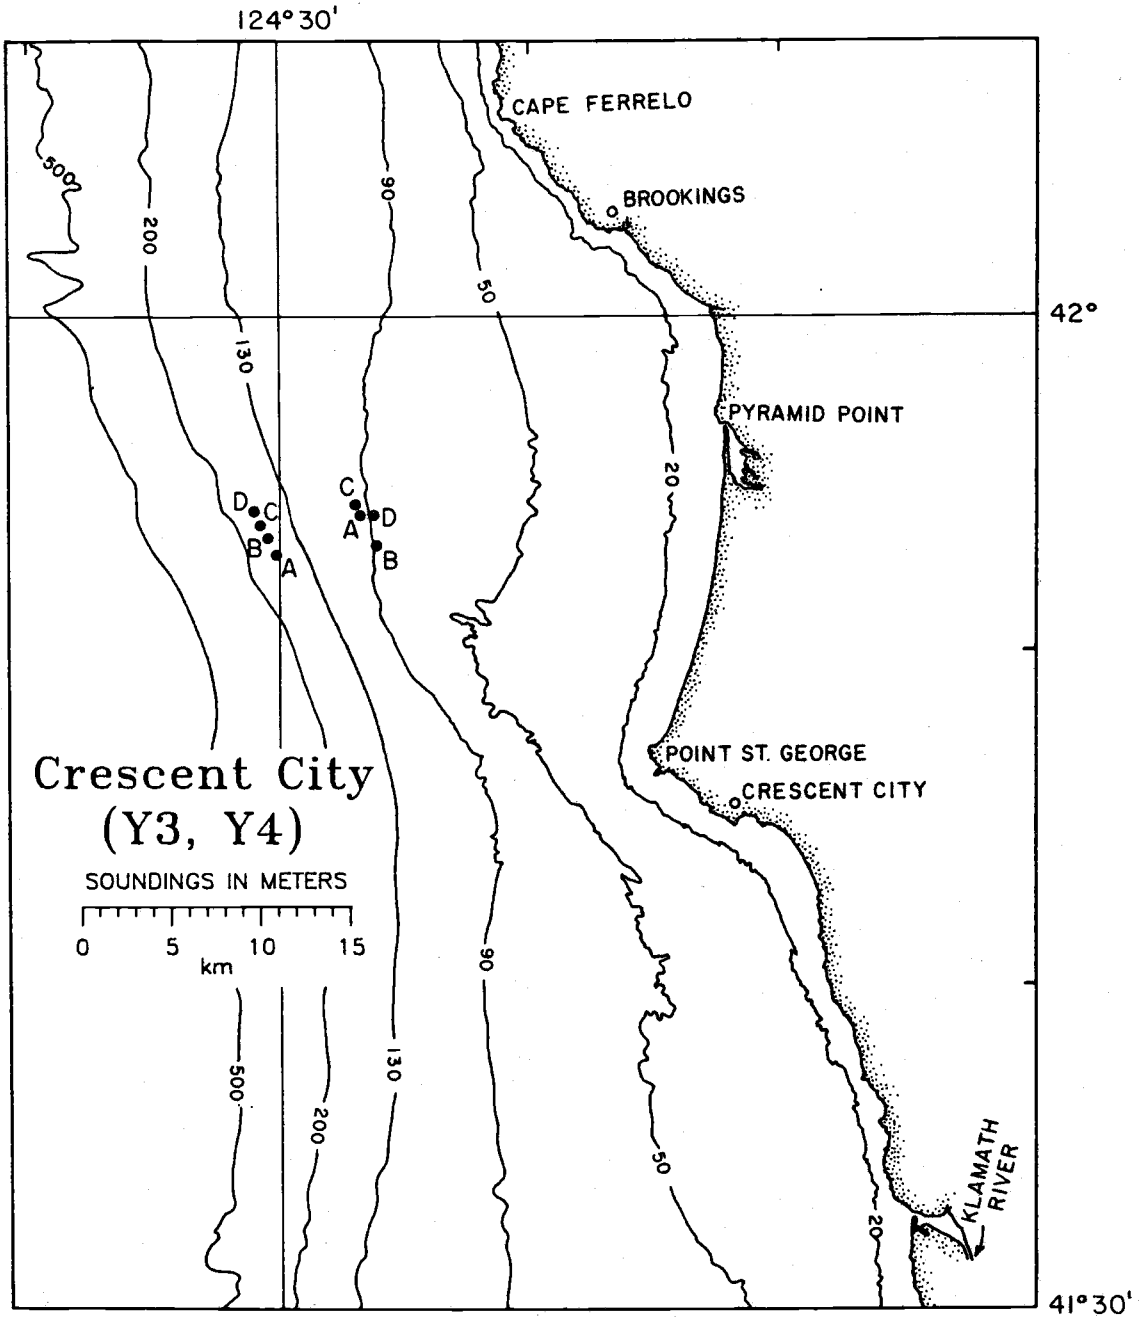 124°30'
CAPE FERRELO
500
90
BROOKINGS
200
50
42°
130
PYRAMID POINT
20
C
D
C
A
D
B
B
A
POINT ST. GEORGE
Crescent City
CRESCENT CITY
(Y3, Y4)
SOUNDINGS IN METERS
0 5 10 15
km
90
130
500
200
50
KLAMATH
RIVER
20
41°30'